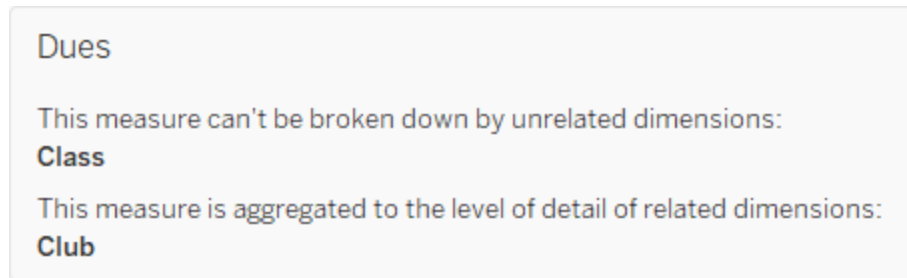 Dues
This measure can't be broken down by unrelated dimensions:
Class
This measure is aggregated to the level of detail of related dimensions:
Club